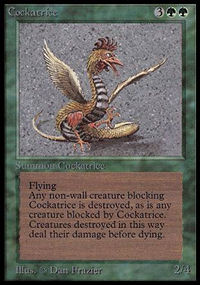 Cockatrice 3
Summon Cockatrice
Flying
Any non-wall creature blocking
Cockatrice is destroyed, as is any
creature blocked by Cockatrice.
Creatures destroyed in this way
deal their damage before dying.
Illus. © Dan Frazier 2/4